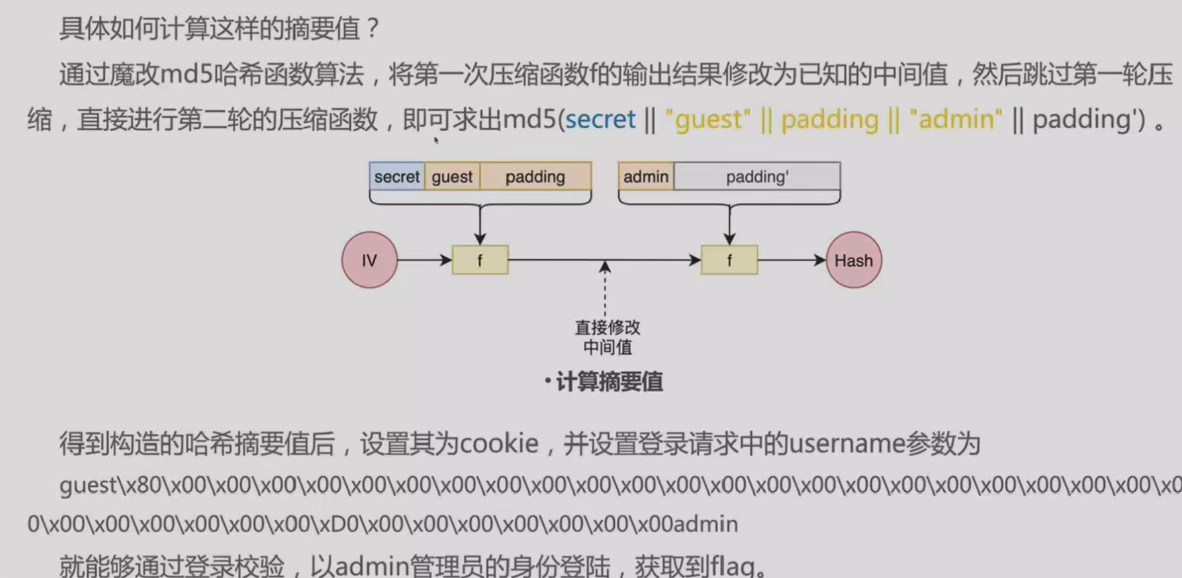 具体如何计算这样的摘要值？
通过魔改md5哈希函数算法，将第一次压缩函数f的输出结果修改为已知的中间值，然后跳过第一轮压
缩，直接进行第二轮的压缩函数，即可求出md5(secret || "guest" || padding || "admin" || padding') 。
secret guest padding admin padding'
IV f f Hash
直接修改
中间值
•计算摘要值
得到构造的哈希摘要值后，设置其为cookie，并设置登录请求中的username参数为
guest\x80\x00\x00\x00\x00\x00\x00\x00\x00\x00\x00\x00\x00\x00\x00\x00\x00\x00\x00\x00\x00\x00\x00\x0
0\x00\x00\x00\x00\x00\x00\xD0\x00\x00\x00\x00\x00\x00\x00admin
就能够通过登录校验，以admin管理员的身份登陆，获取到flag。